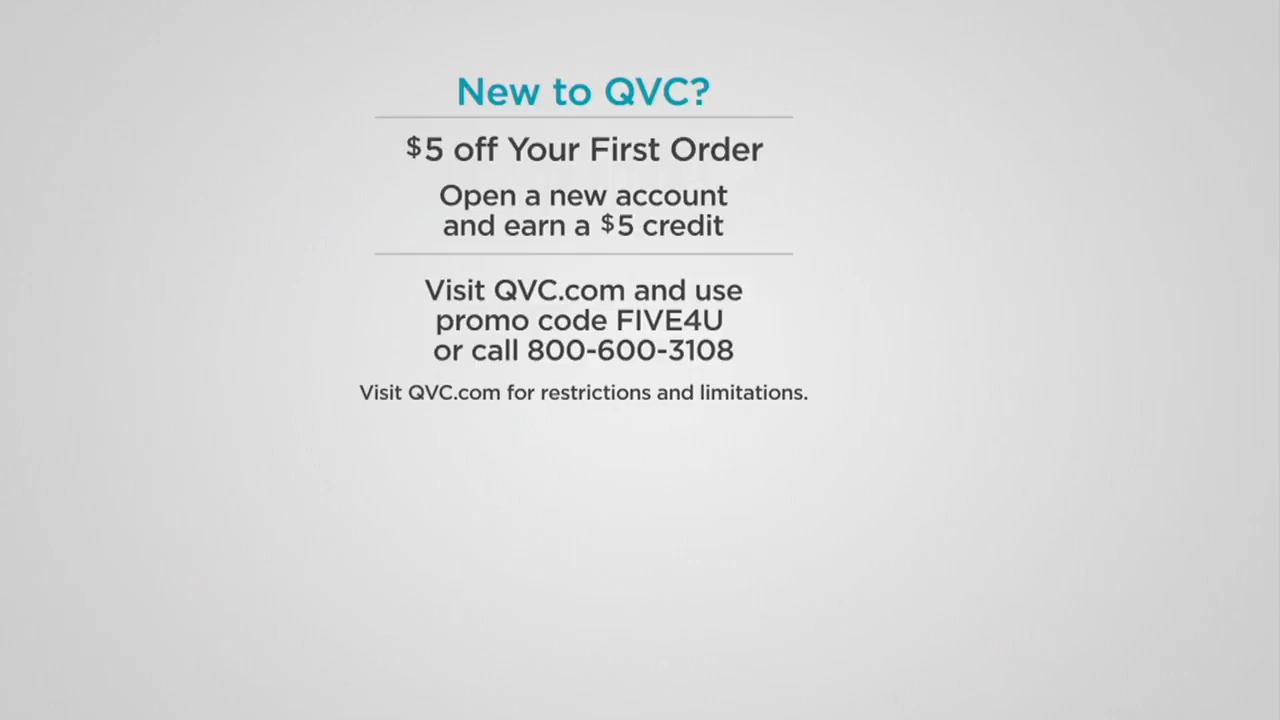 New to QVC?
$5 off Your First Order
Open a new account
and earn a $5 credit
Visit QVC.com and use
promo code FIVE4U
or call 800-600-3108
Visit QVC.com for restrictions and limitations.